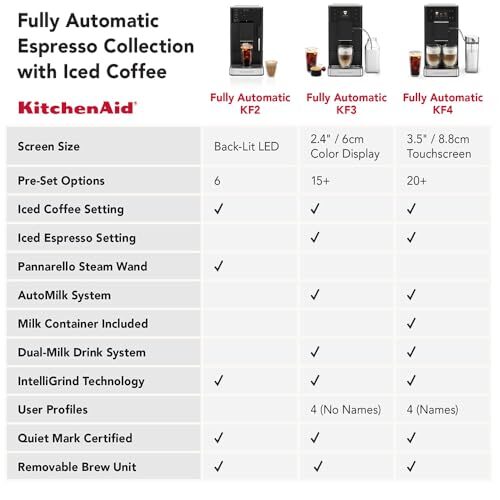 Fully Automatic
Espresso Collection
with Iced Coffee
KitchenAid®
Fully Automatic
KF2
Fully Automatic
KF3
Fully Automatic
KF4
Screen Size Back-Lit LED 2.4" / 6cm Color Display 3.5" / 8.8cm Touchscreen
Pre-Set Options 6 15+ 20+
Iced Coffee Setting ✓ ✓ ✓
Iced Espresso Setting ✓ ✓
Pannarello Steam Wand ✓
AutoMilk System ✓ ✓
Milk Container Included ✓
Dual-Milk Drink System ✓ ✓
IntelliGrind Technology ✓ ✓ ✓
User Profiles 4 (No Names) 4 (Names)
Quiet Mark Certified ✓ ✓ ✓
Removable Brew Unit ✓ ✓ ✓